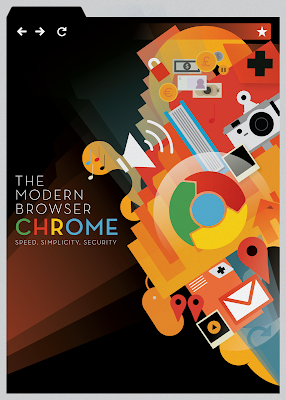 THE
MODERN
BROWSER
CHROME
SPEED, SIMPLICITY, SECURITY